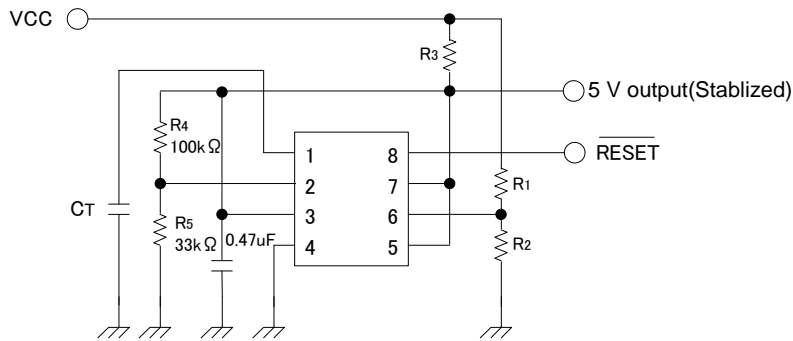 VCC
R3
5 V output(Stablized)
R4
100kΩ
1
8
RESET
2
7
R1
CT
R5
33kΩ
0.47uF
3
6
4
5
R2